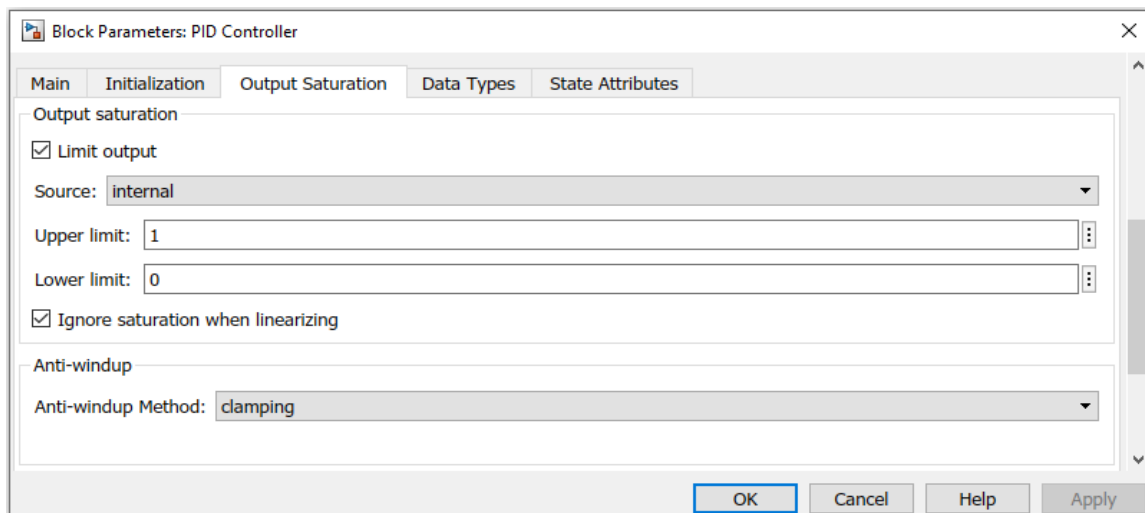 Block Parameters: PID Controller
Main Initialization Output Saturation Data Types State Attributes
Output saturation
Limit output
Source: internal
Upper limit: 1
Lower limit: 0
Ignore saturation when linearizing
Anti-windup
Anti-windup Method: clamping
OK Cancel Help Apply